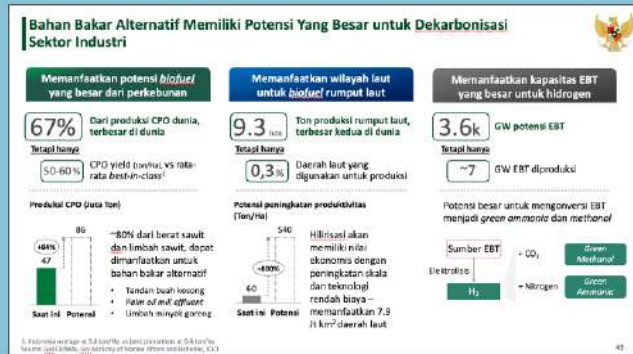 Bahan Bakar Alternatif Memiliki Potensi Yang Besar untuk Dekarbonisasi
Sektor Industri
Memanfaatkan potensi biofuel
yang besar dari perkebunan
67%
Dari produksi CPO dunia,
terbesar di dunia
Tetapi hanya
50-60 %
CPO yield (ton/ha), vs rata-
rata best-in-class¹
Produksi CPO (Juta Ton)
+84%
47
86
Saat ini Potensi
~80% dari berat sawit
dan limbah sawit, dapat
dimanfaatkan untuk
bahan bakar alternatif
• Tandan buah kosong
• Palm oil mill effluent
• Limbah minyak goreng
Memanfaatkan wilayah laut
untuk biofuel rumput laut
9.3 Juta
Ton produksi rumput laut,
terbesar kedua di dunia
Tetapi hanya
0,3%
Daerah laut yang
digunakan untuk produksi
Potensi peningkatan produktivitas
(Ton/Ha)
~800%
60
540
Saat ini Potensi
Hilirisasi akan
memiliki nilai
ekonomis dengan
peningkatan skala
dan teknologi
rendah biaya –
memanfaatkan 7.9
Jt km² daerah laut
Memanfaatkan kapasitas EBT
yang besar untuk hidrogen
3.6k
GW potensi EBT
Tetapi hanya
~7
GW EBT diproduksi
Potensi besar untuk mengonversi EBT
menjadi green ammonia dan methanol
Sumber EBT
Elektrolisis
H₂
+ CO₂
Green
Methanol
+ Nitrogen
Green
Ammonia
49